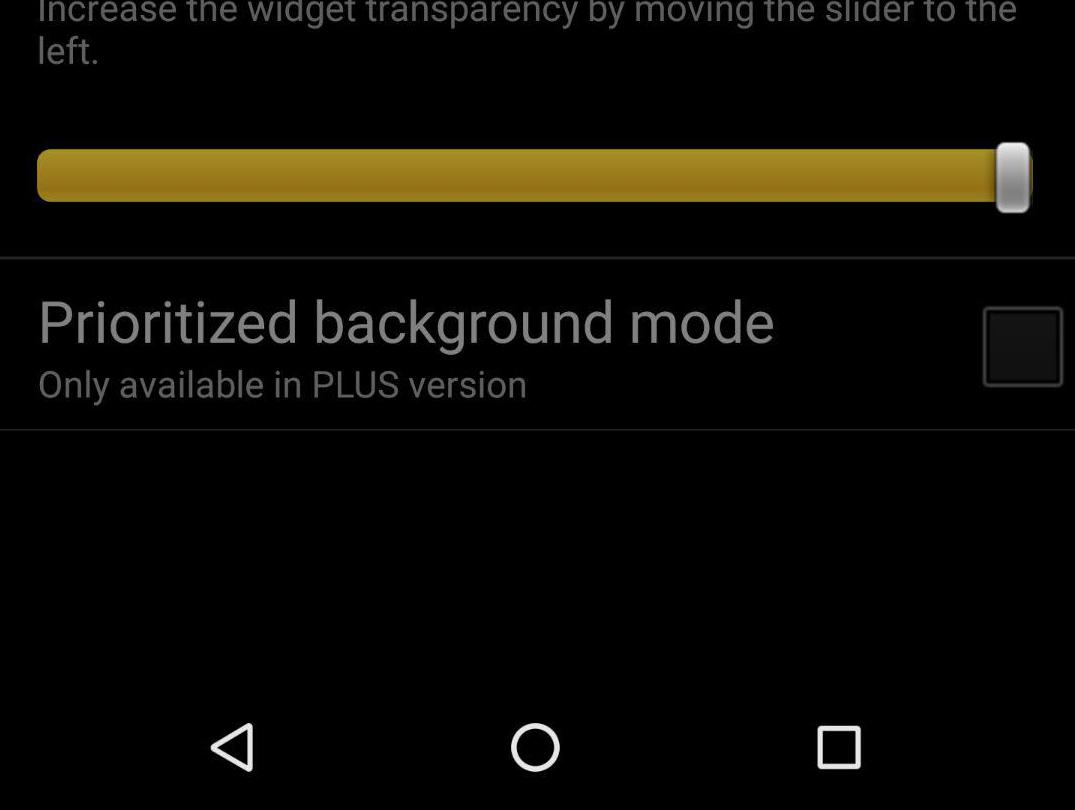 Increase the widget transparency by moving the slider to the
left.
Prioritized background mode
Only available in PLUS version